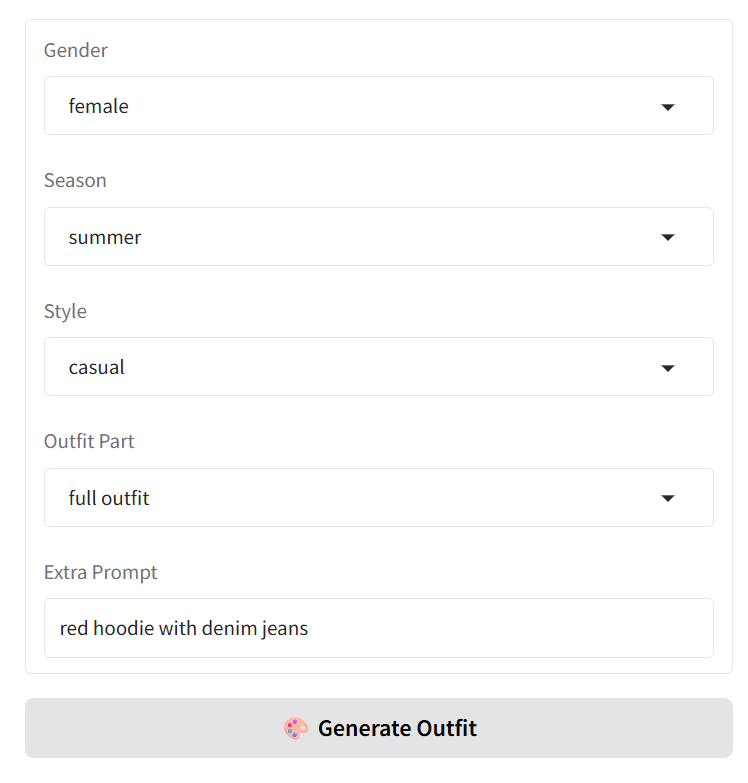 Gender
female
Season
summer
Style
casual
Outfit Part
full outfit
Extra Prompt
red hoodie with denim jeans
🎨 Generate Outfit